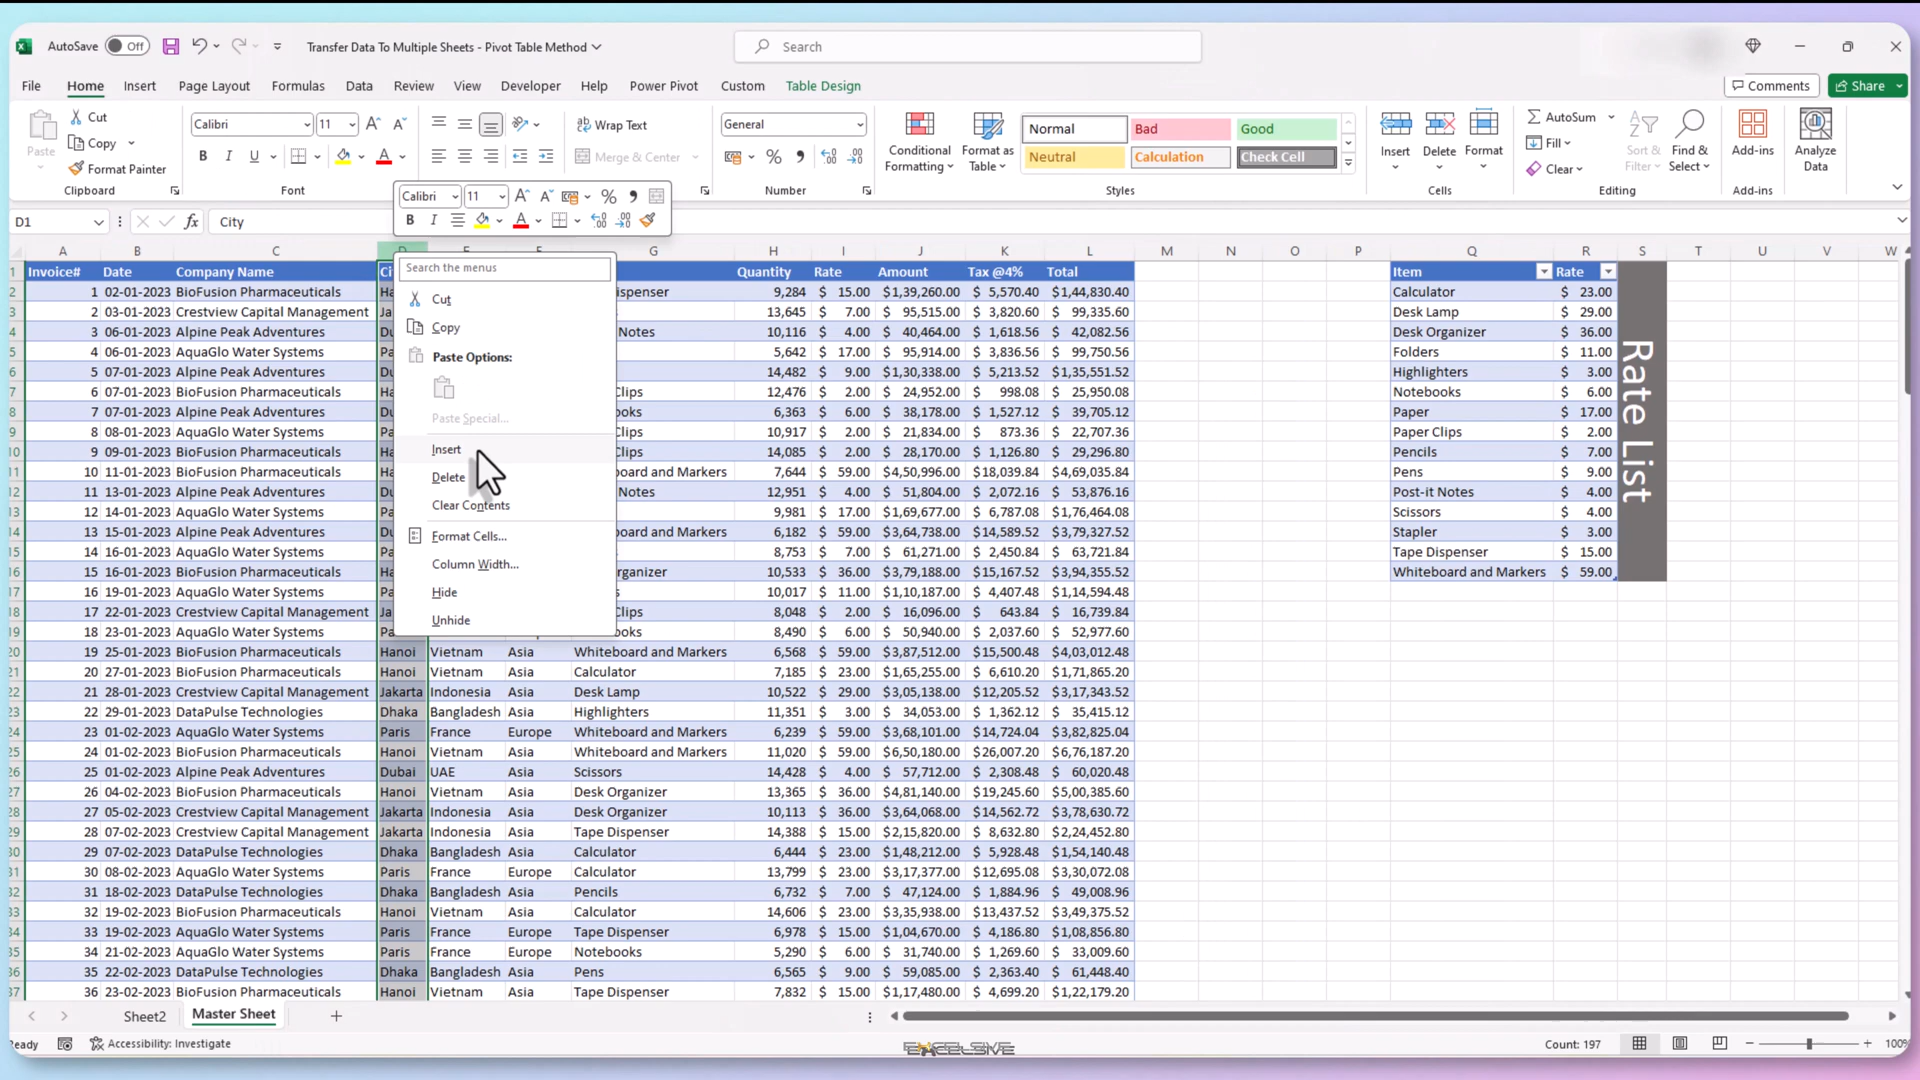 AutoSave Off Transfer Data To Multiple Sheets - Pivot Table Method Search
File Home Insert Page Layout Formulas Data Review View Developer Help Power Pivot Custom Table Design Comments Share
Paste Cut Copy Format Painter Clipboard
Calibri 11 B I U Font
Wrap Text Merge & Center
General % Number
Conditional Formatting Format as Table
Normal Bad Good
Neutral Calculation Check Cell
Styles
Insert Delete Format Cells
AutoSum Fill Clear Sort & Filter Find & Select Editing
Add-ins Add-ins
Analyze Data
Calibri 11 %
B I A
D1 fx City
A B C D E F G H I J K L M N O P Q R S T U V W
Invoice# Date Company Name Quantity Rate Amount Tax @4% Total Item Rate
1 02-01-2023 BioFusion Pharmaceuticals 9,284 $ 15.00 $1,39,260.00 $ 5,570.40 $1,44,830.40 Calculator $ 23.00
2 03-01-2023 Crestview Capital Management 13,645 $ 7.00 $ 95,515.00 $ 3,820.60 $ 99,335.60 Desk Lamp $ 29.00
3 06-01-2023 Alpine Peak Adventures Notes 10,116 $ 4.00 $ 40,464.00 $ 1,618.56 $ 42,082.56 Desk Organizer $ 36.00
4 06-01-2023 AquaGlo Water Systems 5,642 $ 17.00 $ 95,914.00 $ 3,836.56 $ 99,750.56 Folders $ 11.00
5 07-01-2023 Alpine Peak Adventures 14,482 $ 9.00 $1,30,338.00 $ 5,213.52 $1,35,551.52 Highlighters $ 3.00
6 07-01-2023 BioFusion Pharmaceuticals Clips 12,476 $ 2.00 $ 24,952.00 $ 998.08 $ 25,950.08 Notebooks $ 6.00
7 07-01-2023 Alpine Peak Adventures 6,363 $ 6.00 $ 38,178.00 $ 1,527.12 $ 39,705.12 Paper $ 17.00
8 08-01-2023 AquaGlo Water Systems Clips 10,917 $ 2.00 $ 21,834.00 $ 873.36 $ 22,707.36 Paper Clips $ 2.00
9 09-01-2023 BioFusion Pharmaceuticals Clips 14,085 $ 2.00 $ 28,170.00 $ 1,126.80 $ 29,296.80 Pencils $ 7.00
10 11-01-2023 BioFusion Pharmaceuticals and Markers 7,644 $ 59.00 $4,50,996.00 $18,039.84 $4,69,035.84 Pens $ 9.00
11 13-01-2023 Alpine Peak Adventures Notes 12,951 $ 4.00 $ 51,804.00 $ 2,072.16 $ 53,876.16 Post-it Notes $ 4.00
12 14-01-2023 AquaGlo Water Systems 9,981 $ 17.00 $1,69,677.00 $ 6,787.08 $1,76,464.08 Scissors $ 4.00
13 15-01-2023 Alpine Peak Adventures and Markers 6,182 $ 59.00 $3,64,738.00 $14,589.52 $3,79,327.52 Stapler $ 3.00
14 16-01-2023 AquaGlo Water Systems 8,753 $ 7.00 $ 61,271.00 $ 2,450.84 $ 63,721.84 Tape Dispenser $ 15.00
15 16-01-2023 BioFusion Pharmaceuticals 10,533 $ 36.00 $3,79,188.00 $15,167.52 $3,94,355.52 Whiteboard and Markers $ 59.00
16 19-01-2023 AquaGlo Water Systems 10,017 $ 11.00 $1,10,187.00 $ 4,407.48 $1,14,594.48
17 22-01-2023 Crestview Capital Management Clips 8,048 $ 2.00 $ 16,096.00 $ 643.84 $ 16,739.84
18 23-01-2023 AquaGlo Water Systems 8,490 $ 6.00 $ 50,940.00 $ 2,037.60 $ 52,977.60
19 25-01-2023 BioFusion Pharmaceuticals Hanoi Vietnam Asia Whiteboard and Markers 6,568 $ 59.00 $3,87,512.00 $15,500.48 $4,03,012.48
20 27-01-2023 BioFusion Pharmaceuticals Hanoi Vietnam Asia Calculator 7,185 $ 23.00 $1,65,255.00 $ 6,610.20 $1,71,865.20
21 28-01-2023 Crestview Capital Management Jakarta Indonesia Asia Desk Lamp 10,522 $ 29.00 $3,05,138.00 $12,205.52 $3,17,343.52
22 29-01-2023 DataPulse Technologies Dhaka Bangladesh Asia Highlighters 11,351 $ 3.00 $ 34,053.00 $ 1,362.12 $ 35,415.12
23 01-02-2023 AquaGlo Water Systems Paris France Europe Whiteboard and Markers 6,239 $ 59.00 $3,68,101.00 $14,724.04 $3,82,825.04
24 01-02-2023 BioFusion Pharmaceuticals Hanoi Vietnam Asia Whiteboard and Markers 11,020 $ 59.00 $6,50,180.00 $26,007.20 $6,76,187.20
25 01-02-2023 Alpine Peak Adventures Dubai UAE Asia Scissors 14,428 $ 4.00 $ 57,712.00 $ 2,308.48 $ 60,020.48
26 04-02-2023 BioFusion Pharmaceuticals Hanoi Vietnam Asia Desk Organizer 13,365 $ 36.00 $4,81,140.00 $19,245.60 $5,00,385.60
27 05-02-2023 Crestview Capital Management Jakarta Indonesia Asia Desk Organizer 10,113 $ 36.00 $3,64,068.00 $14,562.72 $3,78,630.72
28 07-02-2023 Crestview Capital Management Jakarta Indonesia Asia Tape Dispenser 14,388 $ 15.00 $2,15,820.00 $ 8,632.80 $2,24,452.80
29 07-02-2023 DataPulse Technologies Dhaka Bangladesh Asia Calculator 6,444 $ 23.00 $1,48,212.00 $ 5,928.48 $1,54,140.48
30 08-02-2023 AquaGlo Water Systems Paris France Europe Calculator 13,799 $ 23.00 $3,17,377.00 $12,695.08 $3,30,072.08
31 18-02-2023 DataPulse Technologies Dhaka Bangladesh Asia Pencils 6,732 $ 7.00 $ 47,124.00 $ 1,884.96 $ 49,008.96
32 19-02-2023 BioFusion Pharmaceuticals Hanoi Vietnam Asia Calculator 14,606 $ 23.00 $3,35,938.00 $13,437.52 $3,49,375.52
33 19-02-2023 AquaGlo Water Systems Paris France Europe Tape Dispenser 6,978 $ 15.00 $1,04,670.00 $ 4,186.80 $1,08,856.80
34 21-02-2023 AquaGlo Water Systems Paris France Europe Notebooks 5,290 $ 6.00 $ 31,740.00 $ 1,269.60 $ 33,009.60
35 22-02-2023 DataPulse Technologies Dhaka Bangladesh Asia Pens 6,565 $ 9.00 $ 59,085.00 $ 2,363.40 $ 61,448.40
36 23-02-2023 BioFusion Pharmaceuticals Hanoi Vietnam Asia Tape Dispenser 7,832 $ 15.00 $1,17,480.00 $ 4,699.20 $1,22,179.20
Rate List
Search the menus
Cut
Copy
Paste Options:
Paste Special...
Insert
Delete
Clear Contents
Format Cells...
Column Width...
Hide
Unhide
Sheet2 Master Sheet
Accessibility: Investigate EXCELSIVE Count: 197 100%